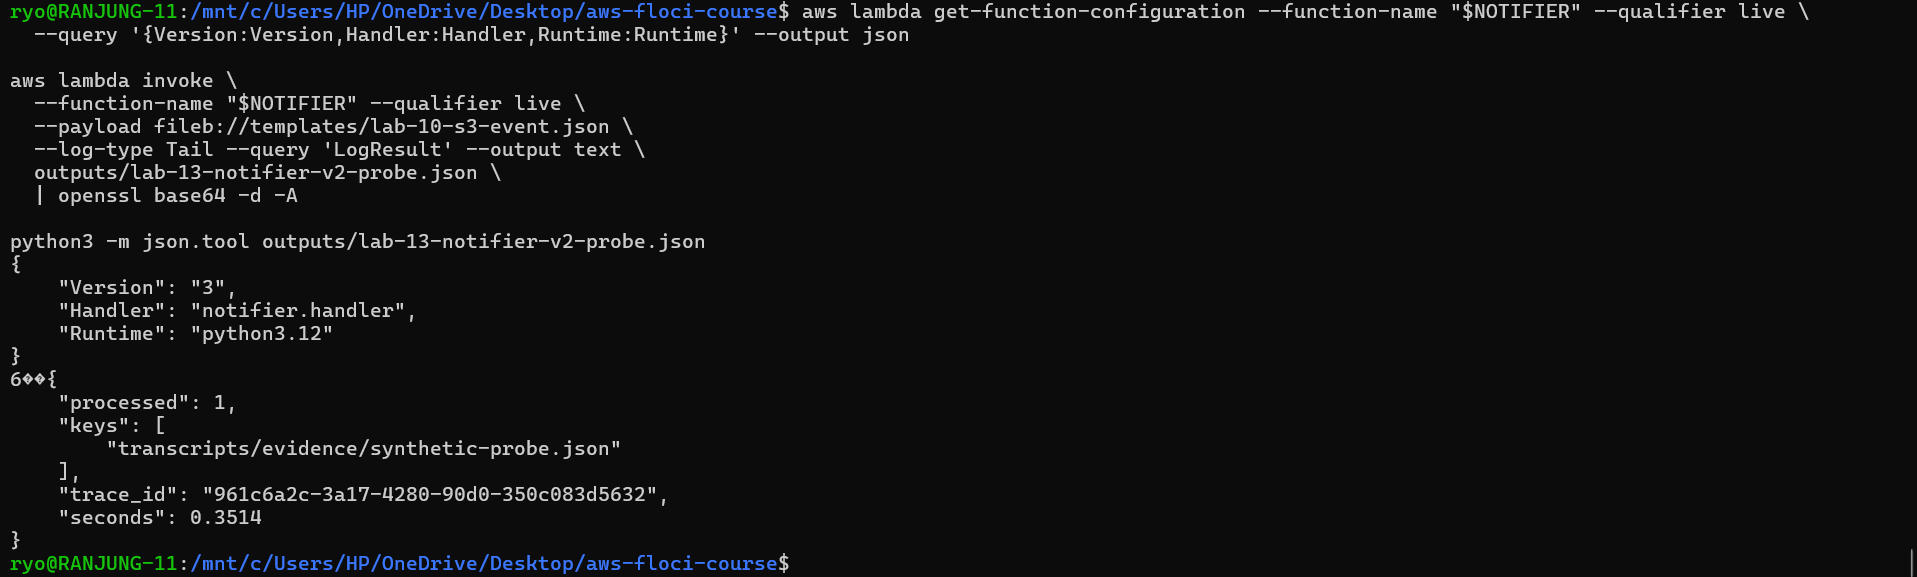 ryo@RANJUNG-11:/mnt/c/Users/HP/OneDrive/Desktop/aws-floci-course$ aws lambda get-function-configuration --function-name "$NOTIFIER" --qualifier live \
  --query '{Version:Version,Handler:Handler,Runtime:Runtime}' --output json

aws lambda invoke \
  --function-name "$NOTIFIER" --qualifier live \
  --payload fileb://templates/lab-10-s3-event.json \
  --log-type Tail --query 'LogResult' --output text \
  outputs/lab-13-notifier-v2-probe.json \
  | openssl base64 -d -A

python3 -m json.tool outputs/lab-13-notifier-v2-probe.json
{
    "Version": "3",
    "Handler": "notifier.handler",
    "Runtime": "python3.12"
}
6��{
    "processed": 1,
    "keys": [
        "transcripts/evidence/synthetic-probe.json"
    ],
    "trace_id": "961c6a2c-3a17-4280-90d0-350c083d5632",
    "seconds": 0.3514
}
ryo@RANJUNG-11:/mnt/c/Users/HP/OneDrive/Desktop/aws-floci-course$